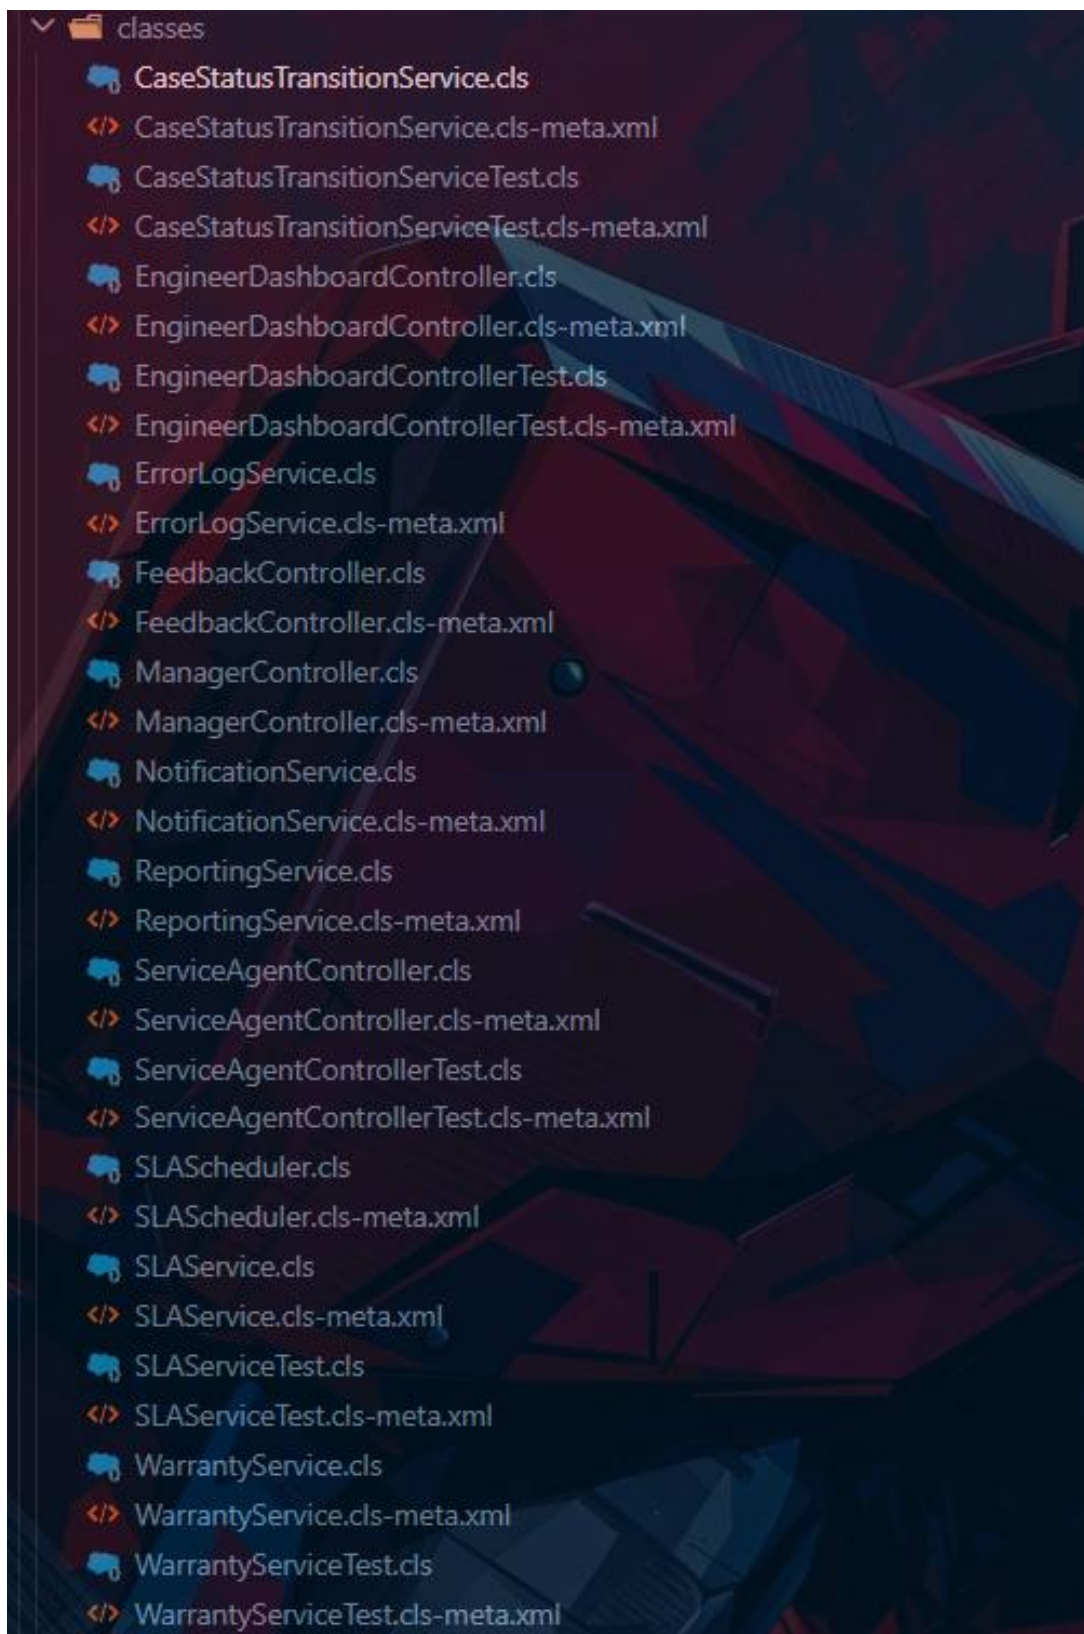 classes
CaseStatusTransitionService.cls
CaseStatusTransitionService.cls-meta.xml
CaseStatusTransitionServiceTest.cls
CaseStatusTransitionServiceTest.cls-meta.xml
EngineerDashboardController.cls
EngineerDashboardController.cls-meta.xml
EngineerDashboardControllerTest.cls
EngineerDashboardControllerTest.cls-meta.xml
ErrorLogService.cls
ErrorLogService.cls-meta.xml
FeedbackController.cls
FeedbackController.cls-meta.xml
ManagerController.cls
ManagerController.cls-meta.xml
NotificationService.cls
NotificationService.cls-meta.xml
ReportingService.cls
ReportingService.cls-meta.xml
ServiceAgentController.cls
ServiceAgentController.cls-meta.xml
ServiceAgentControllerTest.cls
ServiceAgentControllerTest.cls-meta.xml
SLAScheduler.cls
SLAScheduler.cls-meta.xml
SLAService.cls
SLAService.cls-meta.xml
SLAServiceTest.cls
SLAServiceTest.cls-meta.xml
WarrantyService.cls
WarrantyService.cls-meta.xml
WarrantyServiceTest.cls
WarrantyServiceTest.cls-meta.xml